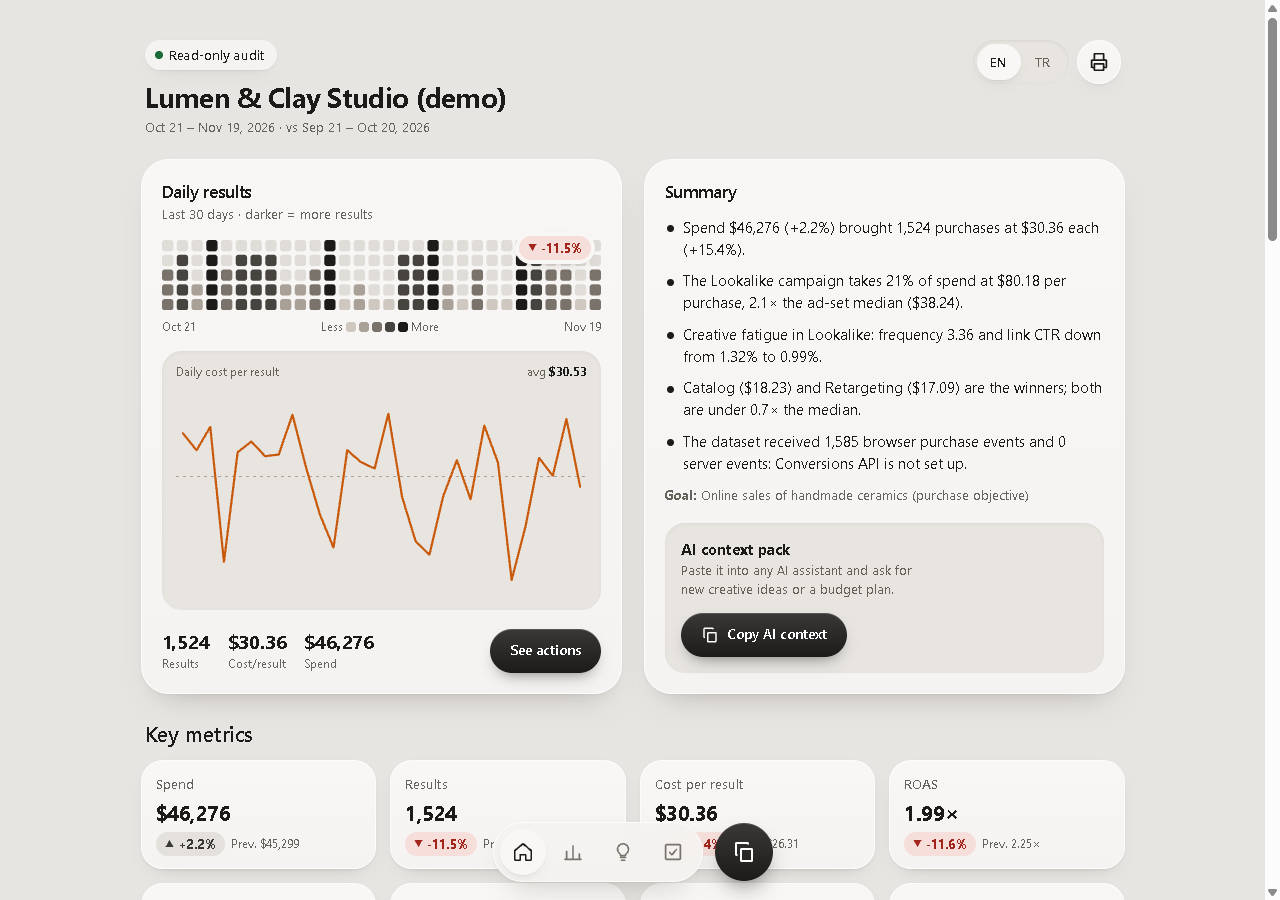 Read-only audit
EN
TR
Lumen & Clay Studio (demo)
Oct 21 – Nov 19, 2026 · vs Sep 21 – Oct 20, 2026
Daily results
Last 30 days · darker = more results
▼ -11.5%
Oct 21
Less
More
Nov 19
Daily cost per result
avg $30.53
1,524
Results
$30.36
Cost/result
$46,276
Spend
See actions
Summary
Spend $46,276 (+2.2%) brought 1,524 purchases at $30.36 each
(+15.4%).
The Lookalike campaign takes 21% of spend at $80.18 per
purchase, 2.1× the ad-set median ($38.24).
Creative fatigue in Lookalike: frequency 3.36 and link CTR down
from 1.32% to 0.99%.
Catalog ($18.23) and Retargeting ($17.09) are the winners; both
are under 0.7× the median.
The dataset received 1,585 browser purchase events and 0
server events: Conversions API is not set up.
Goal: Online sales of handmade ceramics (purchase objective)
AI context pack
Paste it into any AI assistant and ask for
new creative ideas or a budget plan.
Copy AI context
Key metrics
Spend
$46,276
▲ +2.2%
Prev. $45,299
Results
1,524
▼ -11.5%
Cost per result
$30.36
26.31
ROAS
1.99×
▼ -11.6%
Prev. 2.25×